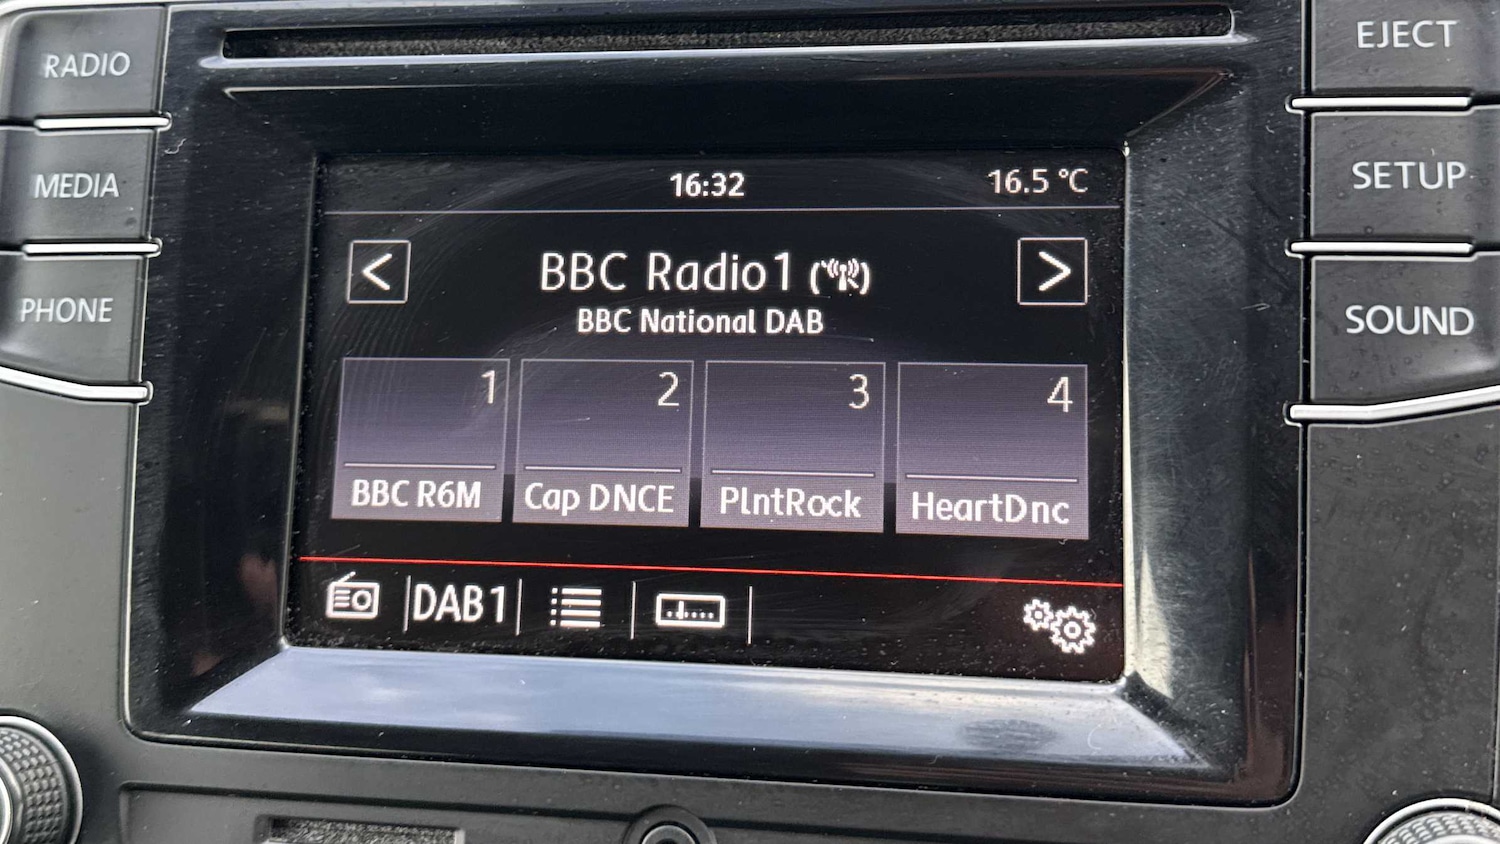 RADIO
MEDIA
PHONE
EJECT
SETUP
SOUND
16:32
16.5 °C
< BBC Radio1 >
BBC National DAB
1
2
3
4
BBC R6M
Cap DNCE
PlntRock
HeartDnc
DAB1